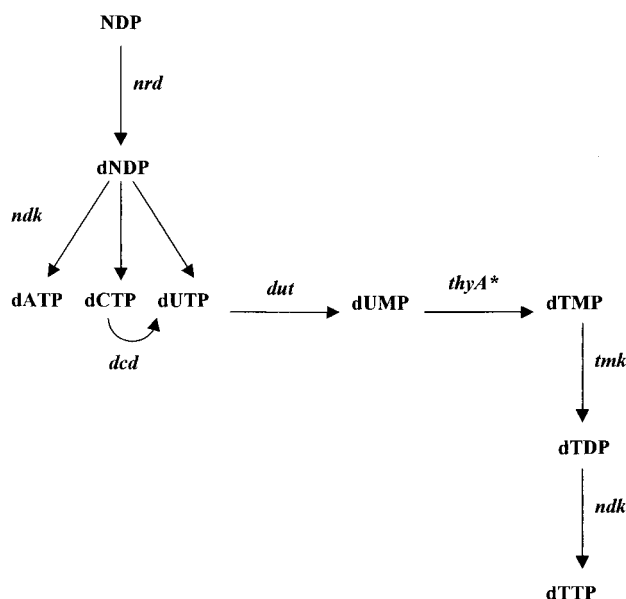 NDP
nrd
dNDP
ndk
dATP dCTP dUTP dut dUMP thyA* dTMP
dcd
tmk
dTDP
ndk
dTTP